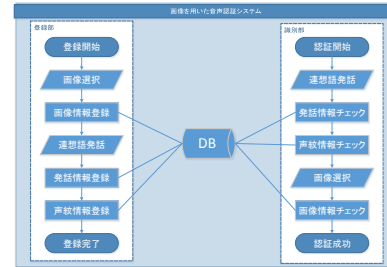 画像を用いた音声認証システム
登録部
登録開始
画像選択
画像情報登録
連想語発話
発話情報登録
声紋情報登録
登録完了
DB
識別部
認証開始
連想語発話
発話情報チェック
声紋情報チェック
画像選択
画像情報チェック
認証成功